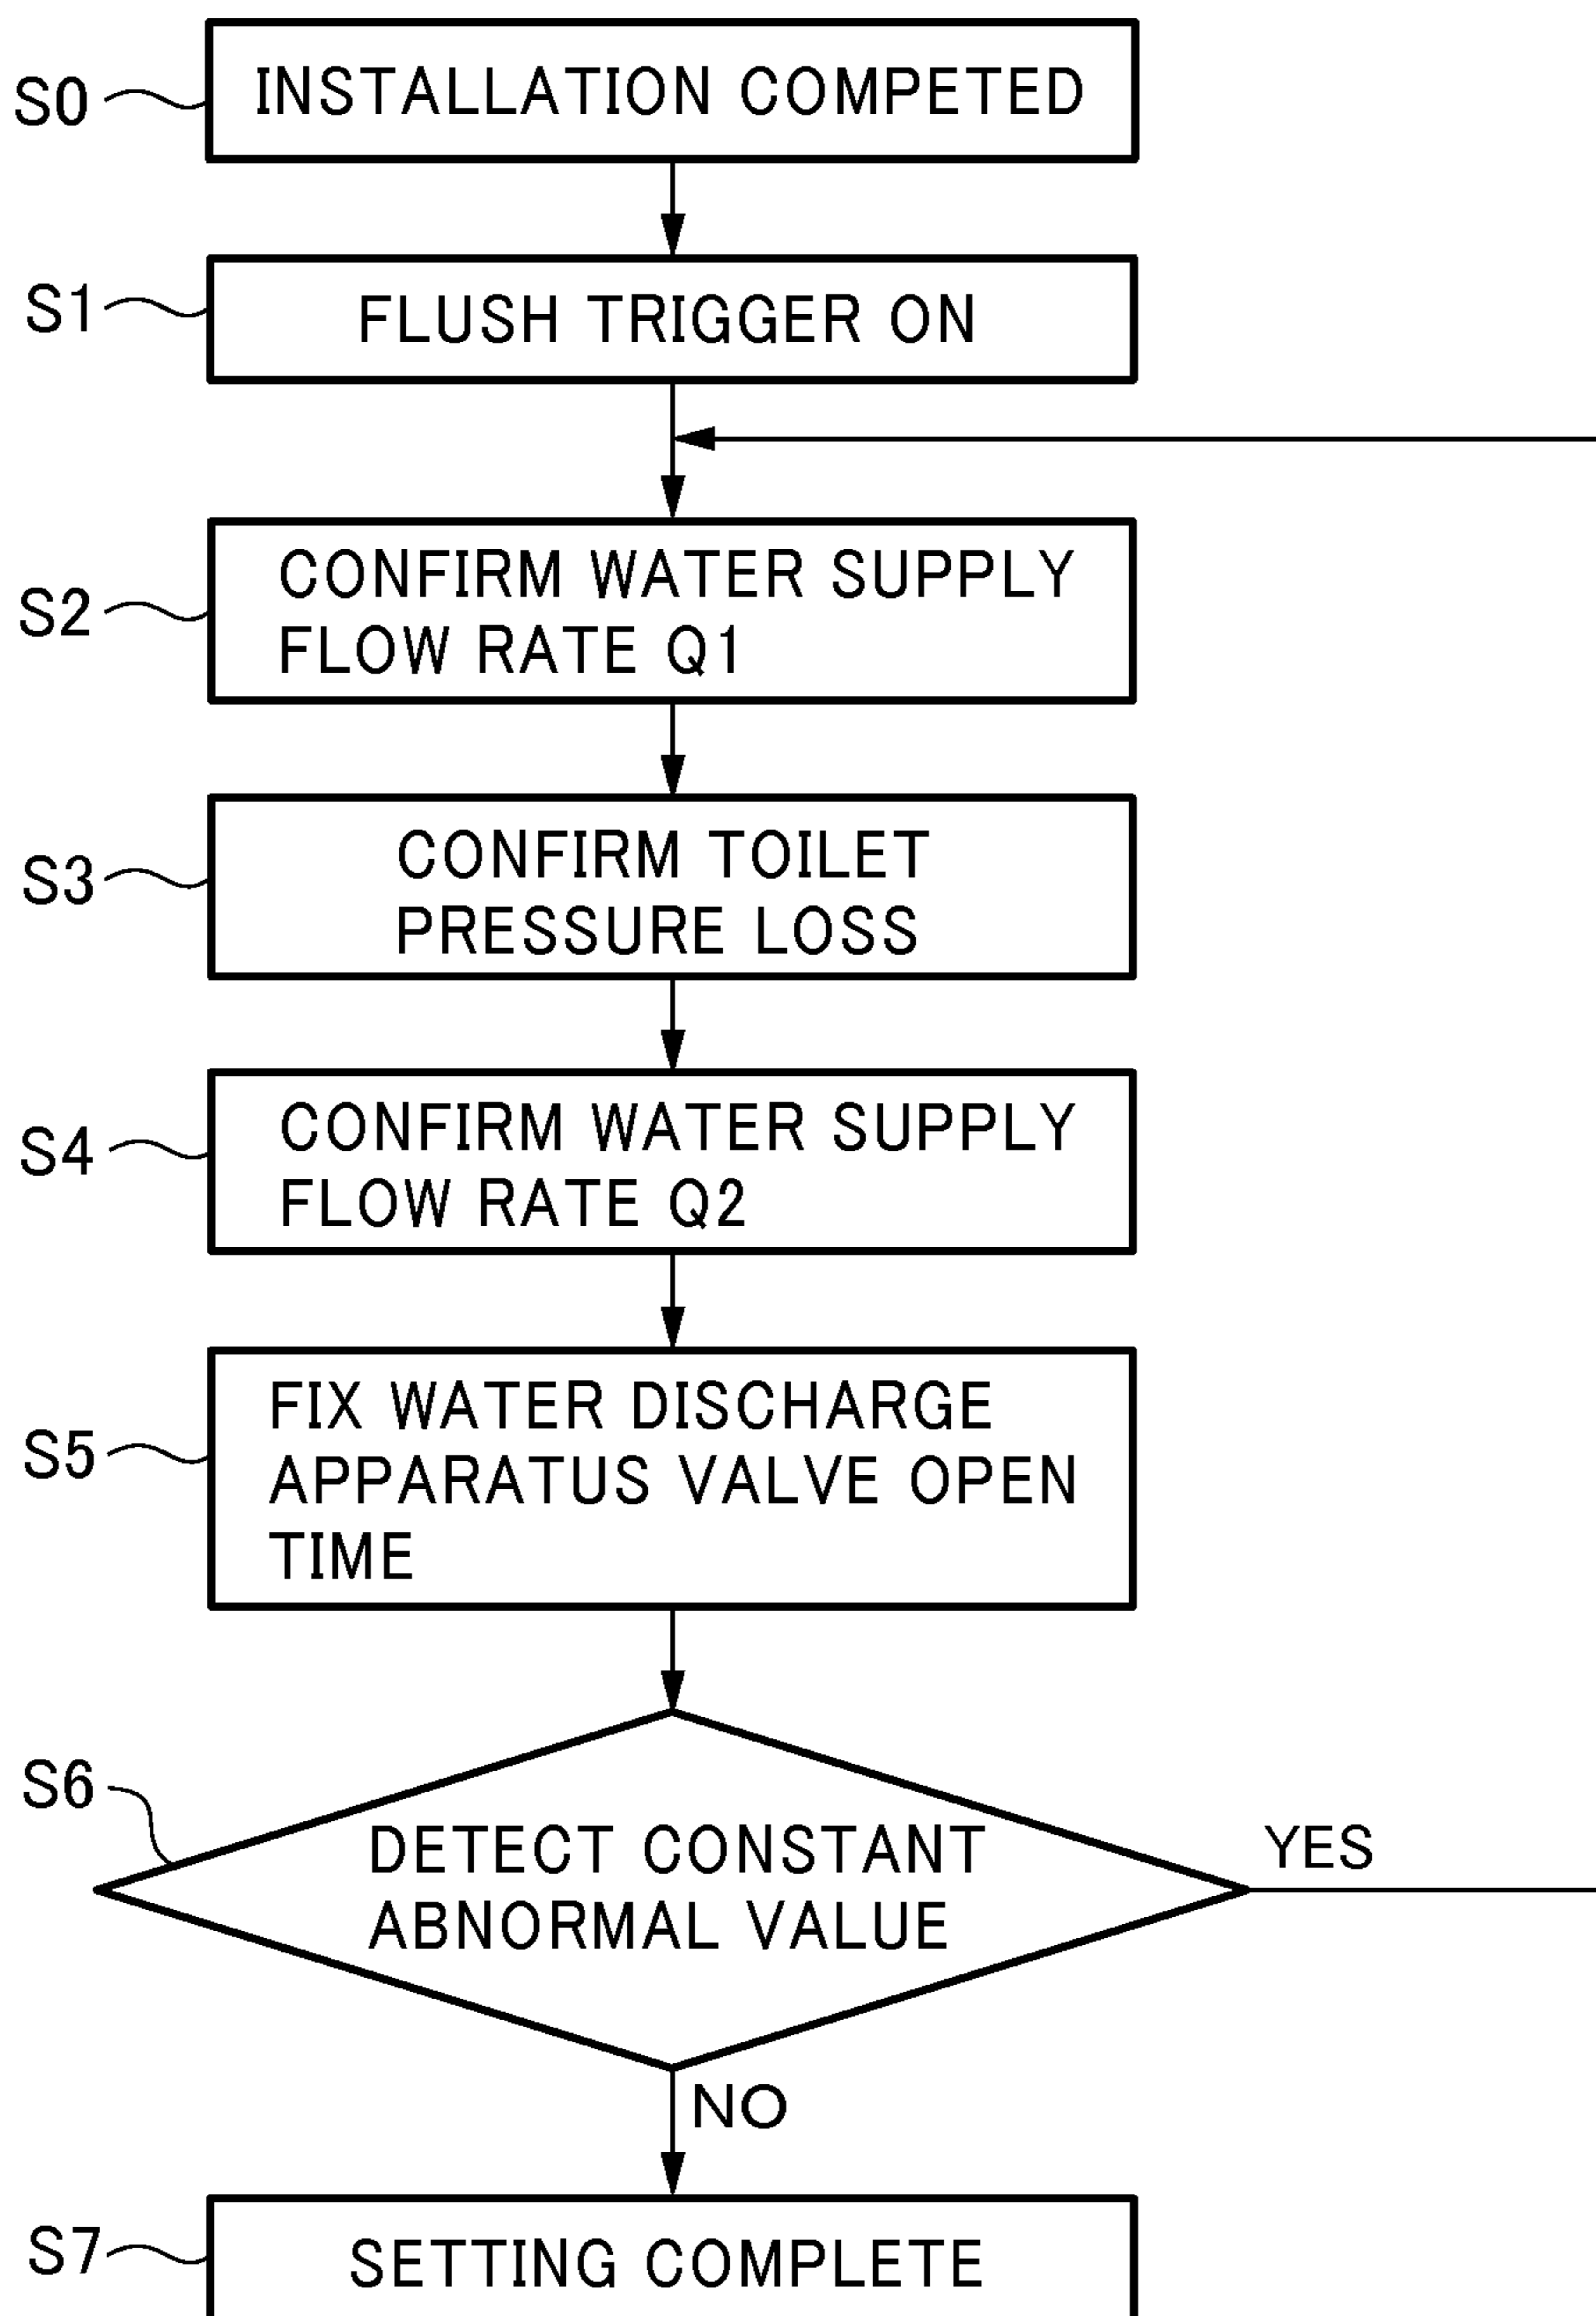 S0
INSTALLATION COMPETED
S1
FLUSH TRIGGER ON
S2
CONFIRM WATER SUPPLY
FLOW RATE Q1
S3
CONFIRM TOILET
PRESSURE LOSS
S4
CONFIRM WATER SUPPLY
FLOW RATE Q2
S5
FIX WATER DISCHARGE
APPARATUS VALVE OPEN
TIME
S6
DETECT CONSTANT
ABNORMAL VALUE
YES
NO
S7
SETTING COMPLETE